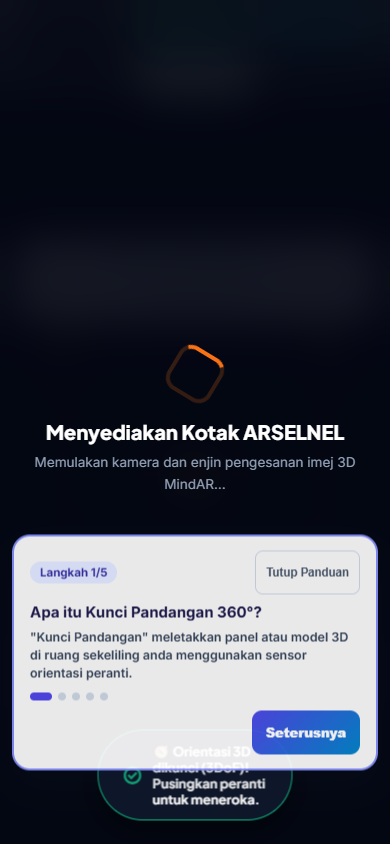 Menyediakan Kotak ARSELNEL
Memulakan kamera dan enjin pengesanan imej 3D
MindAR...
Langkah 1/5
Tutup Panduan
Apa itu Kunci Pandangan 360°?
"Kunci Pandangan" meletakkan panel atau model 3D
di ruang sekeliling anda menggunakan sensor
orientasi peranti.
Seterusnya
Orientasi 3D
dikunci (3DoF)!
Pusingkan peranti
untuk meneroka.